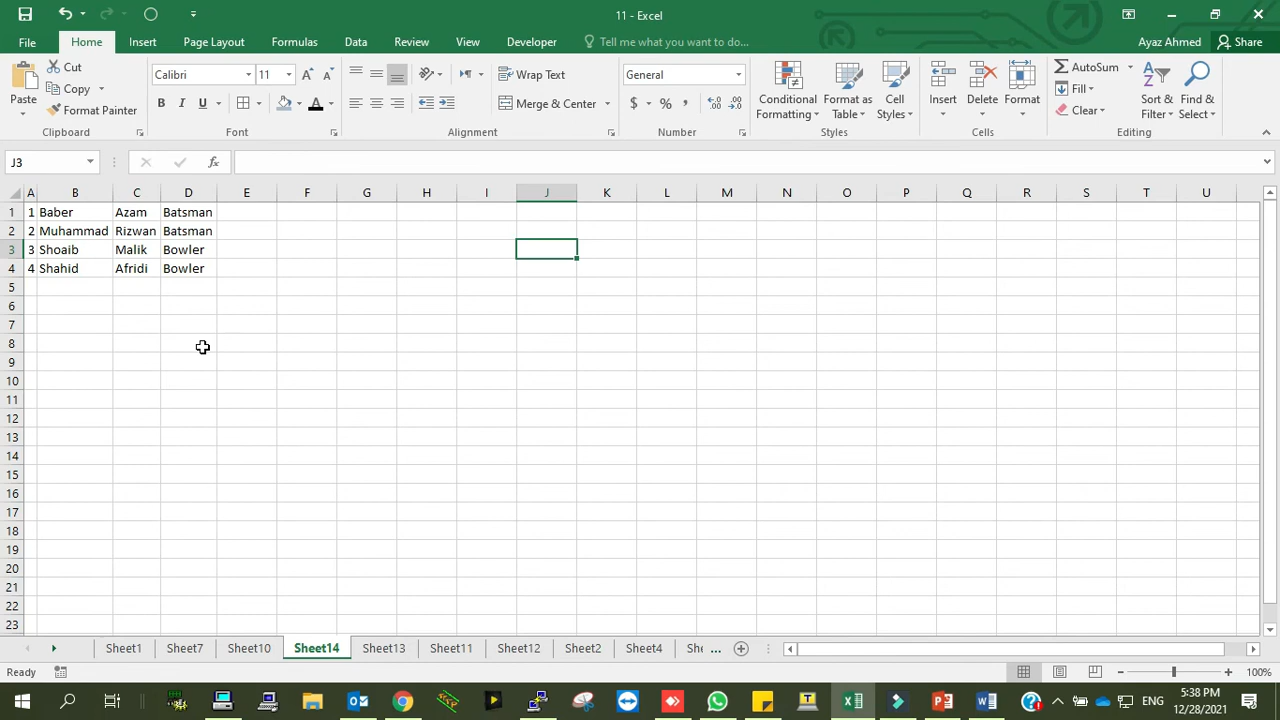 11 - Excel
File Home Insert Page Layout Formulas Data Review View Developer Tell me what you want to do... Ayaz Ahmed Share
Cut Calibri 11 Wrap Text General AutoSum
Paste Copy Conditional Format as Cell Insert Delete Format Fill Sort & Find &
Format Painter B I U A Merge & Center $ % , Formatting Table Styles Clear Filter Select
Clipboard Font Alignment Number Styles Cells Editing
J3 fx
A B C D E F G H I J K L M N O P Q R S T U
1 1 Baber Azam Batsman
2 2 Muhammad Rizwan Batsman
3 3 Shoaib Malik Bowler
4 4 Shahid Afridi Bowler
5
6
7
8
9
10
11
12
13
14
15
16
17
18
19
20
21
22
23
Sheet1 Sheet7 Sheet10 Sheet14 Sheet13 Sheet11 Sheet12 Sheet2 Sheet4 She ...
Ready 100%
ENG 5:38 PM
12/28/2021